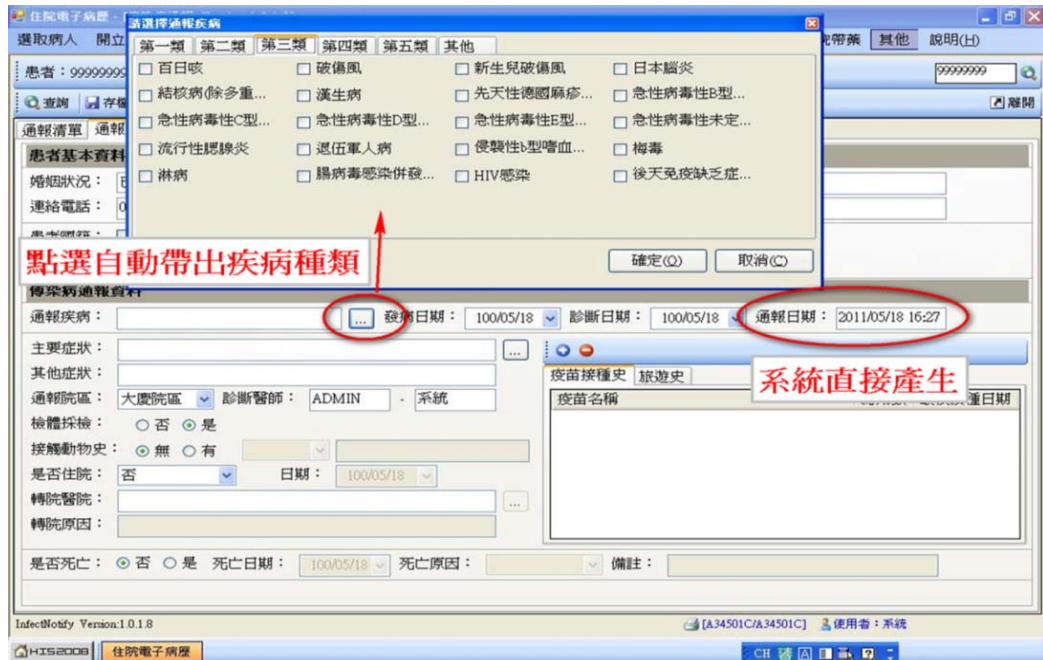 住院電子病歷 - [
請選擇通報疾病
選取病人 開立
院帶藥 其他 說明(H)
第一類 第二類 第三類 第四類 第五類 其他
患者：99999999
99999999
百日咳 破傷風 新生兒破傷風 日本腦炎
查詢 存檔
離開
結核病(除多重... 漢生病 先天性德國麻疹... 急性病毒性B型...
急性病毒性C型... 急性病毒性D型... 急性病毒性E型... 急性病毒性未定...
通報清單 通報
流行性腮腺炎 退伍軍人病 侵襲性b型嗜血... 梅毒
患者基本資料
淋病 腸病毒感染併發... HIV感染 後天免疫缺乏症...
婚姻狀況：
連絡電話： 0
患者國籍：
點選自動帶出疾病種類
確定(O) 取消(C)
傳染病通報資料
通報疾病： ... 發病日期： 100/05/18 診斷日期： 100/05/18 通報日期： 2011/05/18 16:27
主要症狀： ...
其他症狀：
疫苗接種史 旅遊史
系統直接產生
通報院區： 大慶院區 診斷醫師： ADMIN - 系統
疫苗名稱 種日期
檢體採檢： 否 是
接觸動物史： 無 有
是否住院： 否 日期： 100/05/18
轉院醫院： ...
轉院原因：
是否死亡： 否 是 死亡日期： 100/05/18 死亡原因： 備註：
InfectNotify Version:1.0.1.8 [A34501C/A34501C] 使用者：系統
HIS2008 住院電子病歷 CH